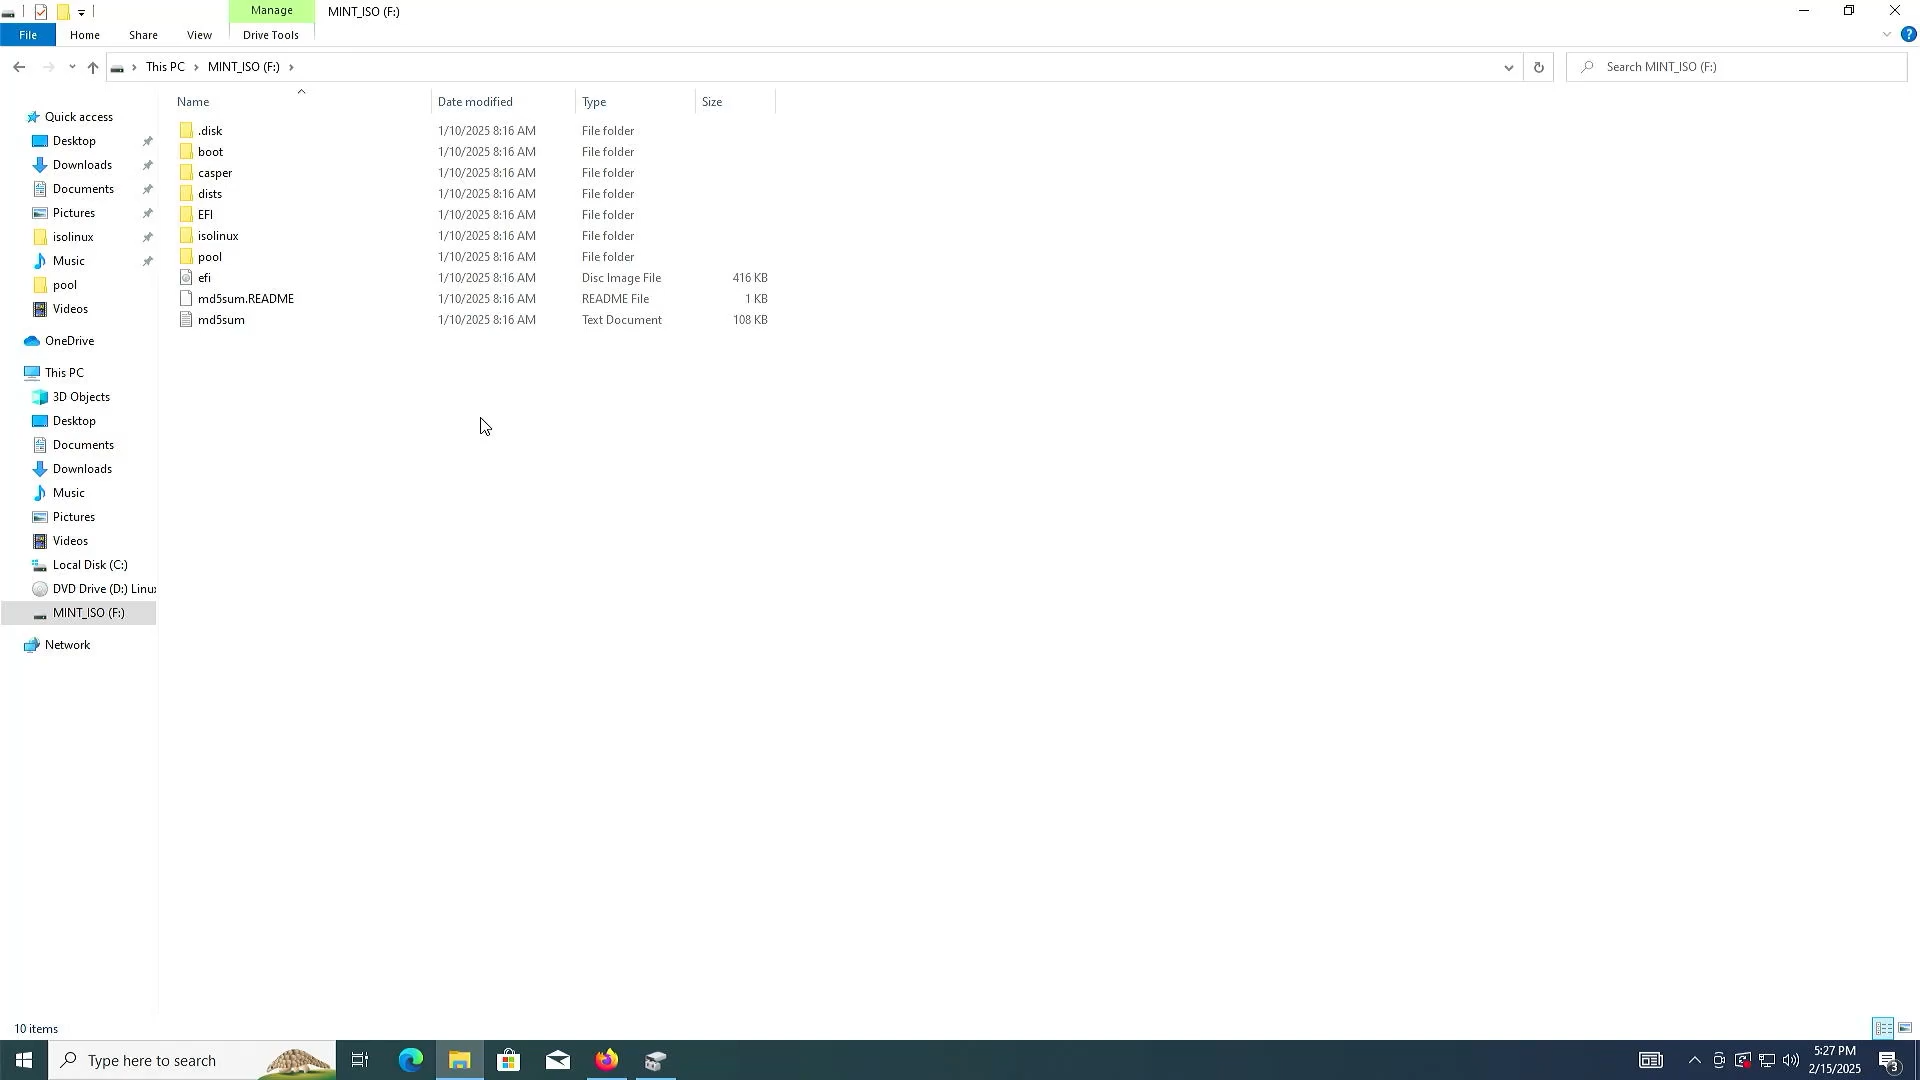 Manage
MINT_ISO (F:)
File
Home
Share
View
Drive Tools
This PC
MINT_ISO (F:)
Search MINT_ISO (F:)
Name
Date modified
Type
Size
.disk 1/10/2025 8:16 AM File folder
boot 1/10/2025 8:16 AM File folder
casper 1/10/2025 8:16 AM File folder
dists 1/10/2025 8:16 AM File folder
EFI 1/10/2025 8:16 AM File folder
isolinux 1/10/2025 8:16 AM File folder
pool 1/10/2025 8:16 AM File folder
efi 1/10/2025 8:16 AM Disc Image File 416 KB
md5sum.README 1/10/2025 8:16 AM README File 1 KB
md5sum 1/10/2025 8:16 AM Text Document 108 KB
Quick access
Desktop
Downloads
Documents
Pictures
isolinux
Music
pool
Videos
OneDrive
This PC
3D Objects
Desktop
Documents
Downloads
Music
Pictures
Videos
Local Disk (C:)
DVD Drive (D:) Linu
MINT_ISO (F:)
Network
10 items
Type here to search
5:27 PM
2/15/2025
3